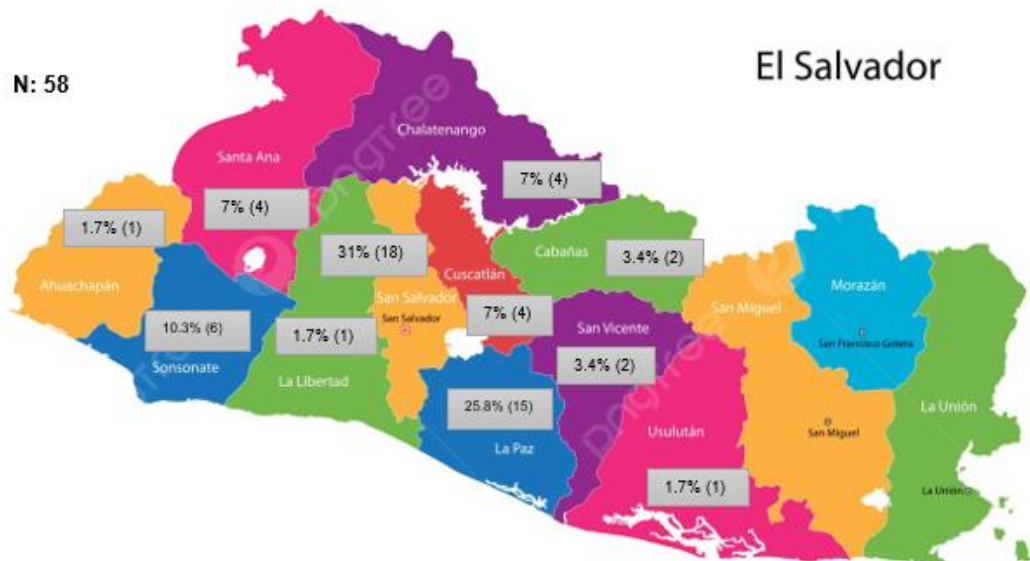 El Salvador
N: 58
Chalatenango
Santa Ana
7% (4)
7% (4)
1.7% (1)
31% (18)
Cabañas
3.4% (2)
Cuscatlán
Ahuachapán
Morazán
San Salvador
San Miguel
San Salvador
7% (4)
10.3% (6)
1.7% (1)
San Vicente
San Francisco Gotera
Sonsonate
3.4% (2)
La Libertad
25.8% (15)
La Unión
Usulután
San Miguel
La Paz
1.7% (1)
La Unión
pngtree
pngtree